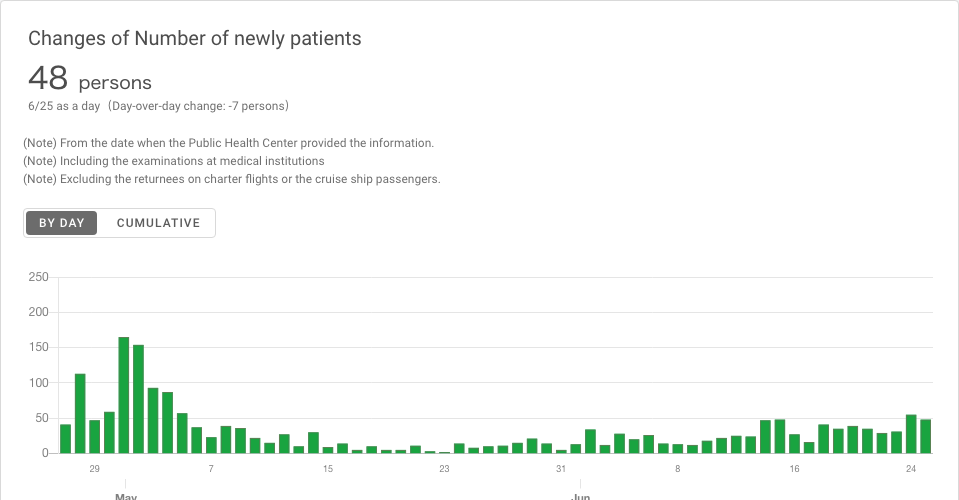 Changes of Number of newly patients
48 persons
6/25 as a day（Day-over-day change: -7 persons）
(Note) From the date when the Public Health Center provided the information.
(Note) Including the examinations at medical institutions
(Note) Excluding the returnees on charter flights or the cruise ship passengers.
BY DAY CUMULATIVE
250
200
150
100
50
0
29 7 15 23 31 8 16 24
May Jun